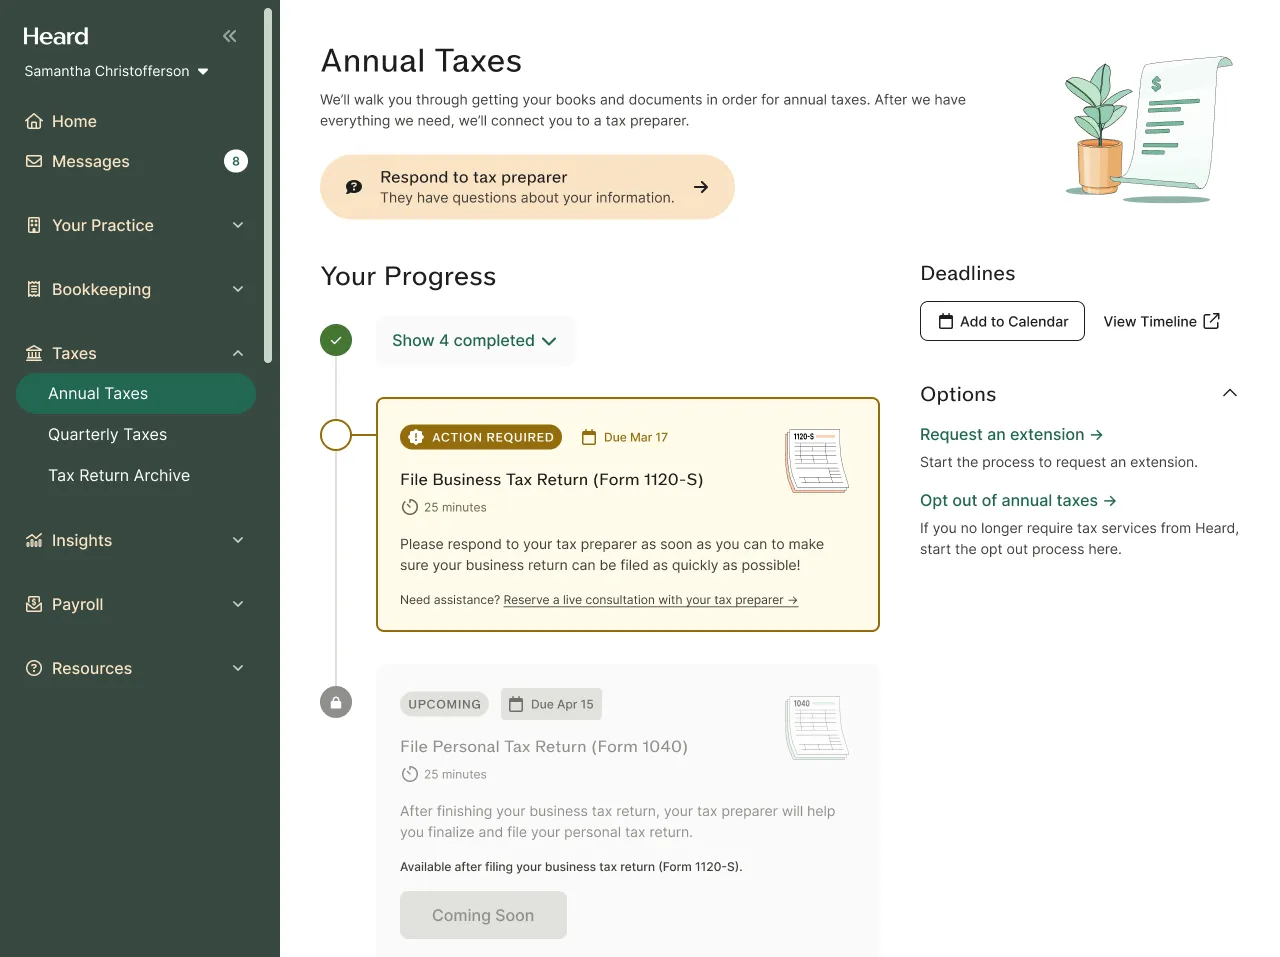 Heard
Samantha Christofferson
Home
Messages
8
Your Practice
Bookkeeping
Taxes
Annual Taxes
Quarterly Taxes
Tax Return Archive
Insights
Payroll
Resources
Annual Taxes
We'll walk you through getting your books and documents in order for annual taxes. After we have
everything we need, we'll connect you to a tax preparer.
Respond to tax preparer
They have questions about your information.
$
Your Progress
Show 4 completed
ACTION REQUIRED
Due Mar 17
1120-S
File Business Tax Return (Form 1120-S)
25 minutes
Please respond to your tax preparer as soon as you can to make
sure your business return can be filed as quickly as possible!
Need assistance? Reserve a live consultation with your tax preparer →
UPCOMING
Due Apr 15
1040
File Personal Tax Return (Form 1040)
25 minutes
After finishing your business tax return, your tax preparer will help
you finalize and file your personal tax return.
Available after filing your business tax return (Form 1120-S).
Coming Soon
Deadlines
Add to Calendar
View Timeline
Options
Request an extension →
Start the process to request an extension.
Opt out of annual taxes →
If you no longer require tax services from Heard,
start the opt out process here.